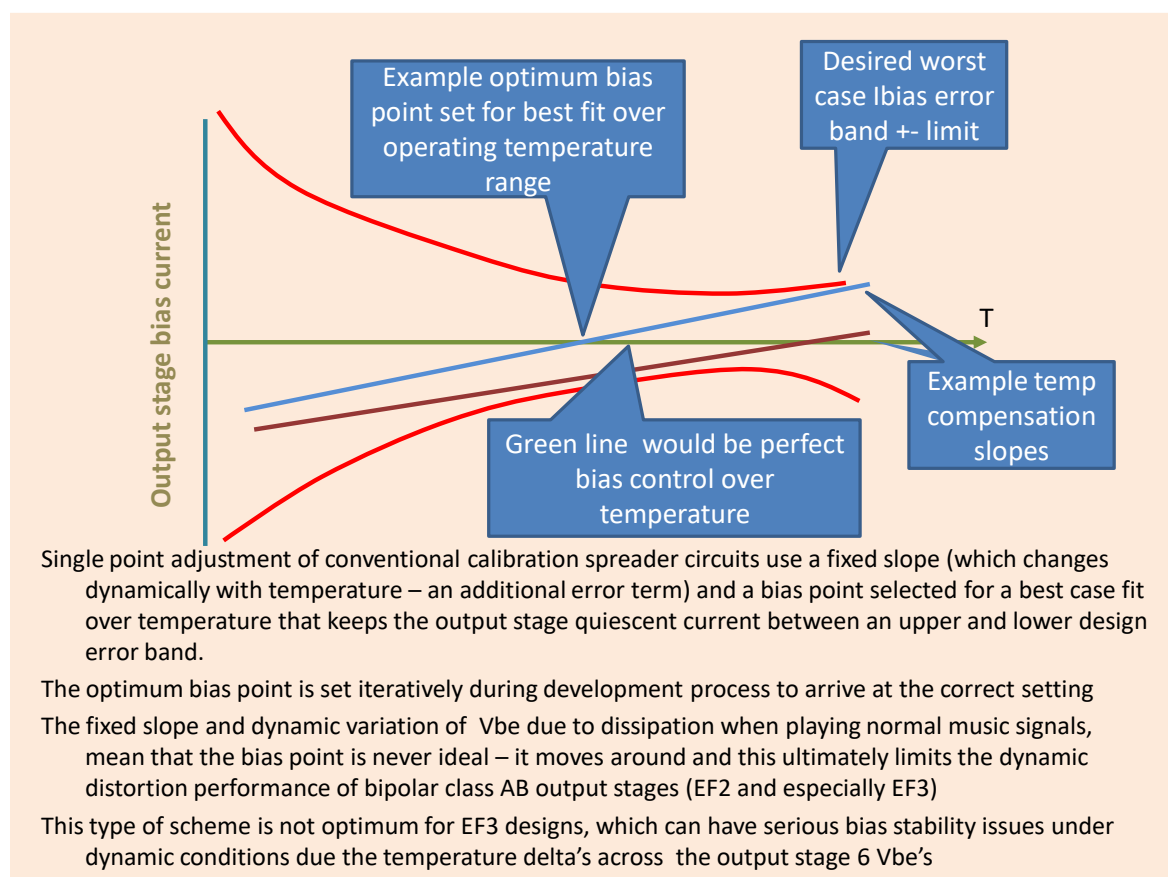 Example optimum bias
point set for best fit over
operating temperature
range
Desired worst
case Ibias error
band +- limit
Output stage bias current
T
Example temp
compensation
slopes
Green line  would be perfect
bias control over
temperature
Single point adjustment of conventional calibration spreader circuits use a fixed slope (which changes
dynamically with temperature – an additional error term) and a bias point selected for a best case fit
over temperature that keeps the output stage quiescent current between an upper and lower design
error band.
The optimum bias point is set iteratively during development process to arrive at the correct setting
The fixed slope and dynamic variation of  Vbe due to dissipation when playing normal music signals,
mean that the bias point is never ideal – it moves around and this ultimately limits the dynamic
distortion performance of bipolar class AB output stages (EF2 and especially EF3)
This type of scheme is not optimum for EF3 designs, which can have serious bias stability issues under
dynamic conditions due the temperature delta's across  the output stage 6 Vbe's